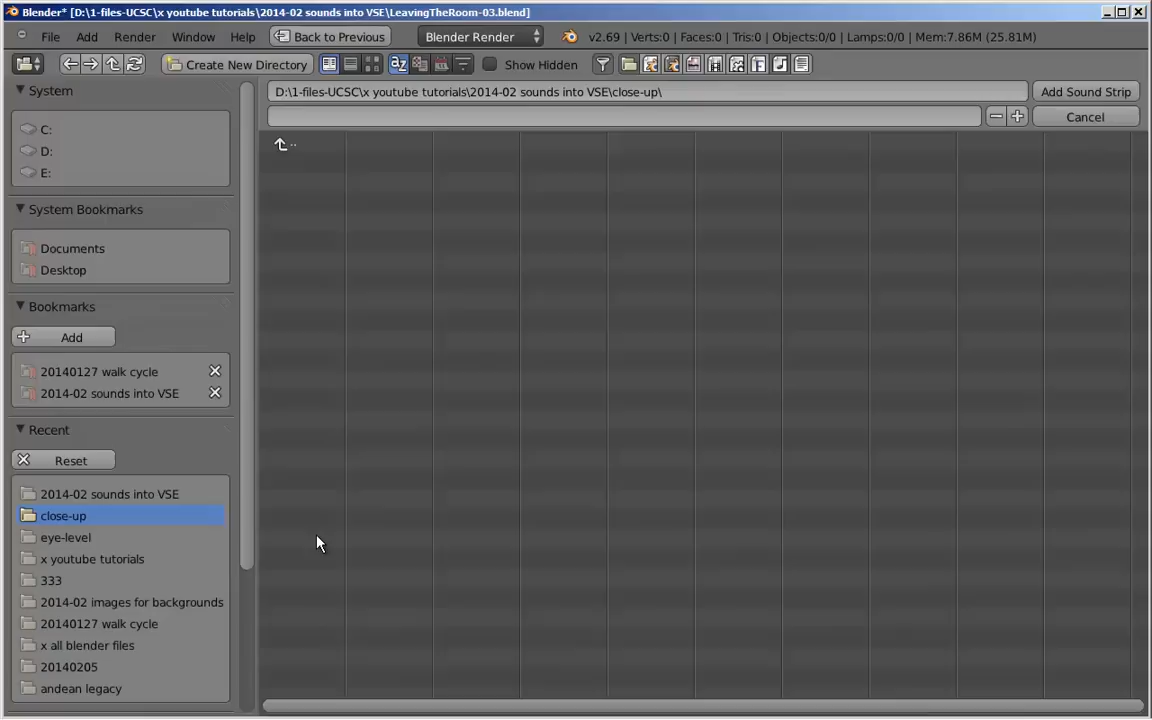 Blender* [D:\1-files-UCSC\x youtube tutorials\2014-02 sounds into VSE\LeavingTheRoom-03.blend]
File Add Render Window Help Back to Previous Blender Render v2.69 | Verts:0 | Faces:0 | Tris:0 | Objects:0/0 | Lamps:0/0 | Mem:7.86M (25.81M)
Create New Directory Show Hidden
System
D:\1-files-UCSC\x youtube tutorials\2014-02 sounds into VSE\close-up\ Add Sound Strip
Cancel
..
C:
D:
E:
System Bookmarks
Documents
Desktop
Bookmarks
Add
20140127 walk cycle
2014-02 sounds into VSE
Recent
Reset
2014-02 sounds into VSE
close-up
eye-level
x youtube tutorials
333
2014-02 images for backgrounds
20140127 walk cycle
x all blender files
20140205
andean legacy